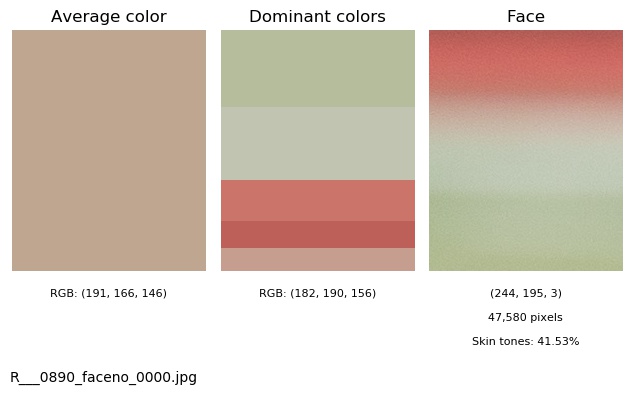 Average color
Dominant colors
Face
RGB: (191, 166, 146)
RGB: (182, 190, 156)
(244, 195, 3)
47,580 pixels
Skin tones: 41.53%
R___0890_faceno_0000.jpg